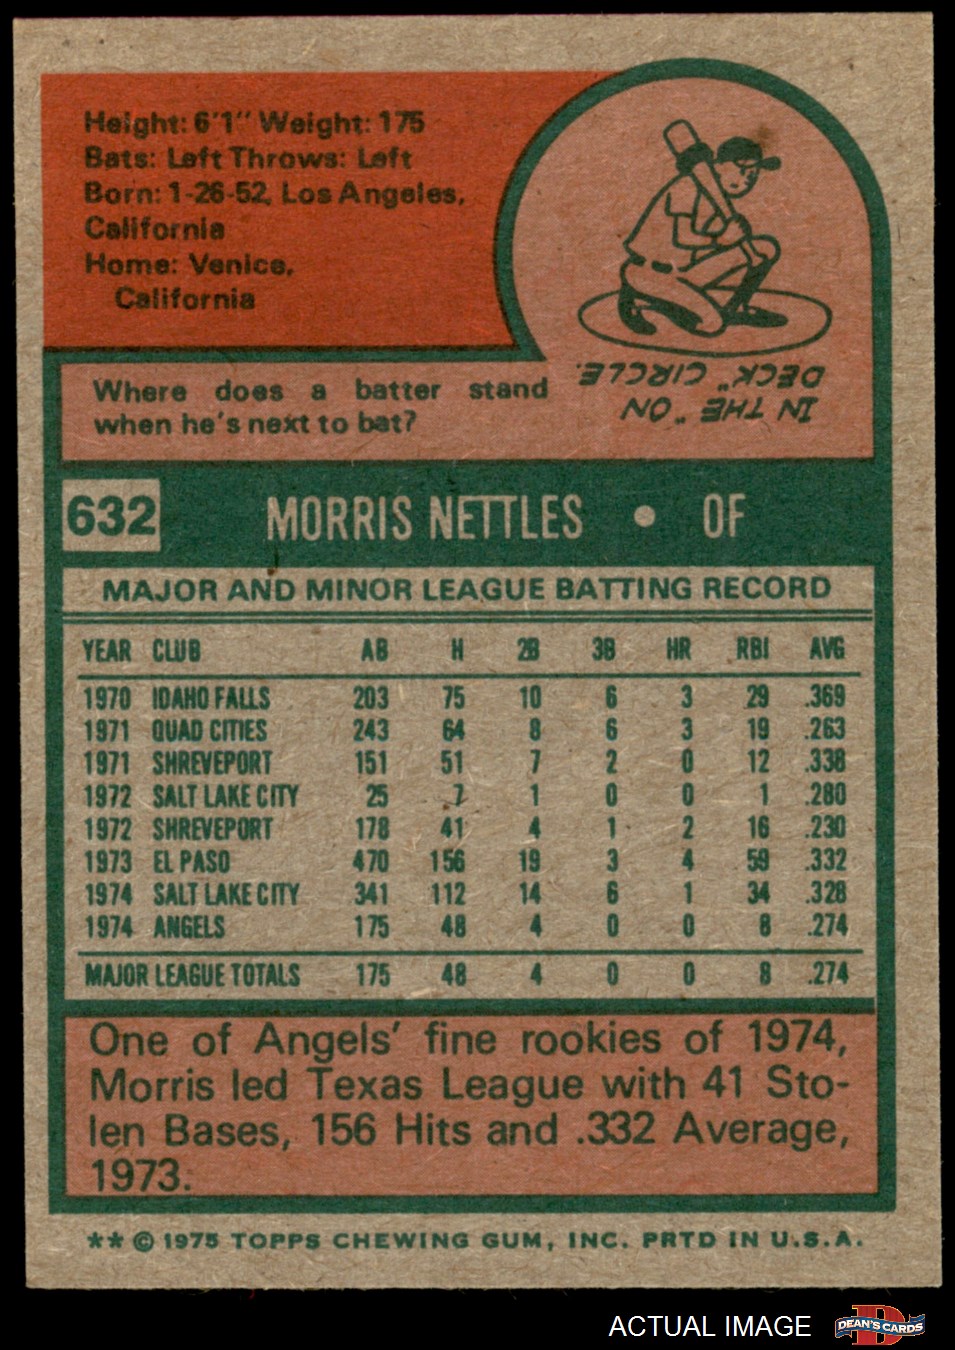 Height: 6'1" Weight: 175
Bats: Left Throws: Left
Born: 1-26-52, Los Angeles,
California
Home: Venice,
California
Where does a batter stand
when he's next to bat?
IN THE "ON
DECK" CIRCLE.
632 MORRIS NETTLES • OF
MAJOR AND MINOR LEAGUE BATTING RECORD
YEAR CLUB AB H 2B 3B HR RBI AVG
1970 IDAHO FALLS 203 75 10 6 3 29 .369
1971 QUAD CITIES 243 64 8 6 3 19 .263
1971 SHREVEPORT 151 51 7 2 0 12 .338
1972 SALT LAKE CITY 25 7 1 0 0 1 .280
1972 SHREVEPORT 178 41 4 1 2 16 .230
1973 EL PASO 470 156 19 3 4 59 .332
1974 SALT LAKE CITY 341 112 14 6 1 34 .328
1974 ANGELS 175 48 4 0 0 8 .274
MAJOR LEAGUE TOTALS 175 48 4 0 0 8 .274
One of Angels' fine rookies of 1974,
Morris led Texas League with 41 Sto-
len Bases, 156 Hits and .332 Average,
1973.
** © 1975 TOPPS CHEWING GUM, INC. PRTD IN U.S.A.
ACTUAL IMAGE
DEAN'S CARDS